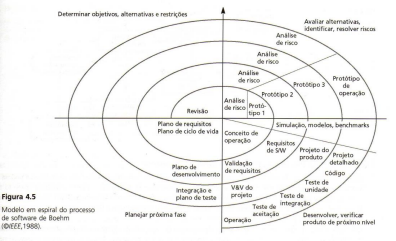 Determinar objetivos, alternativas e restrições
Avaliar alternativas,
identificar, resolver riscos
Análise
de risco
Análise
de risco
Análise
de risco
Análise
de risco
Protó-
tipo 1
Protótipo 2
Protótipo 3
Protótipo
de
operação
Revisão
Plano de requisitos
Plano de ciclo de vida
Simulação, modelos, benchmarks
Conceito de
operação
Requisitos
de S/W
Projeto do
produto
Projeto
detalhado
Plano de
desenvolvimento
Validação
de requisitos
Código
Integração e
plano de teste
V&V do
projeto
Teste de
unidade
Teste de
integração
Teste de
aceitação
Operação
Planejar próxima fase
Desenvolver, verificar
produto de próximo nível
Figura 4.5
Modelo em espiral do processo
de software de Boehm
(©IEEE,1988).